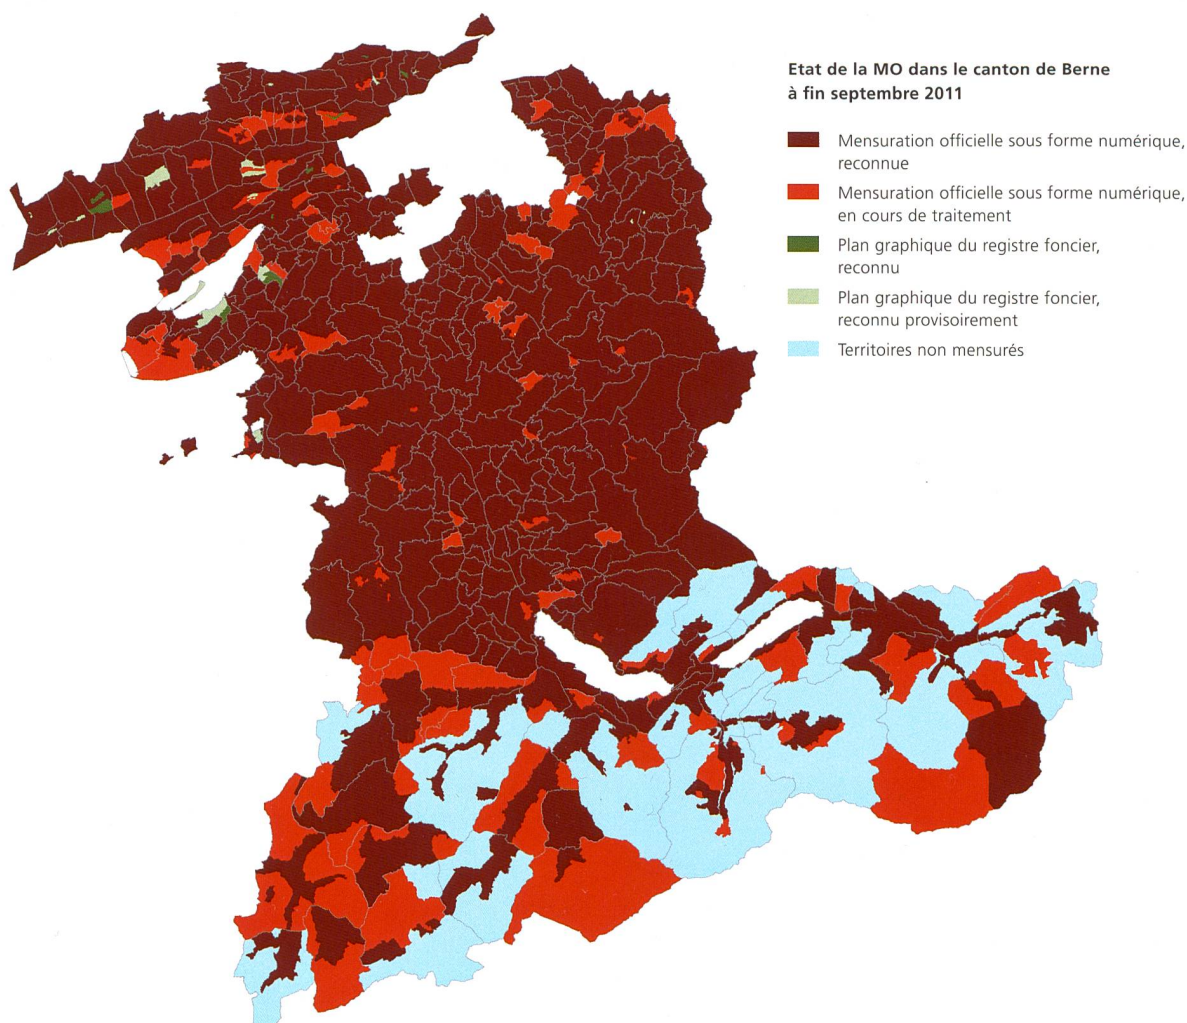 Etat de la MO dans le canton de Berne
à fin septembre 2011
Mensuration officielle sous forme numérique,
reconnue
Mensuration officielle sous forme numérique,
en cours de traitement
Plan graphique du registre foncier,
reconnu
Plan graphique du registre foncier,
reconnu provisoirement
Territoires non mensurés